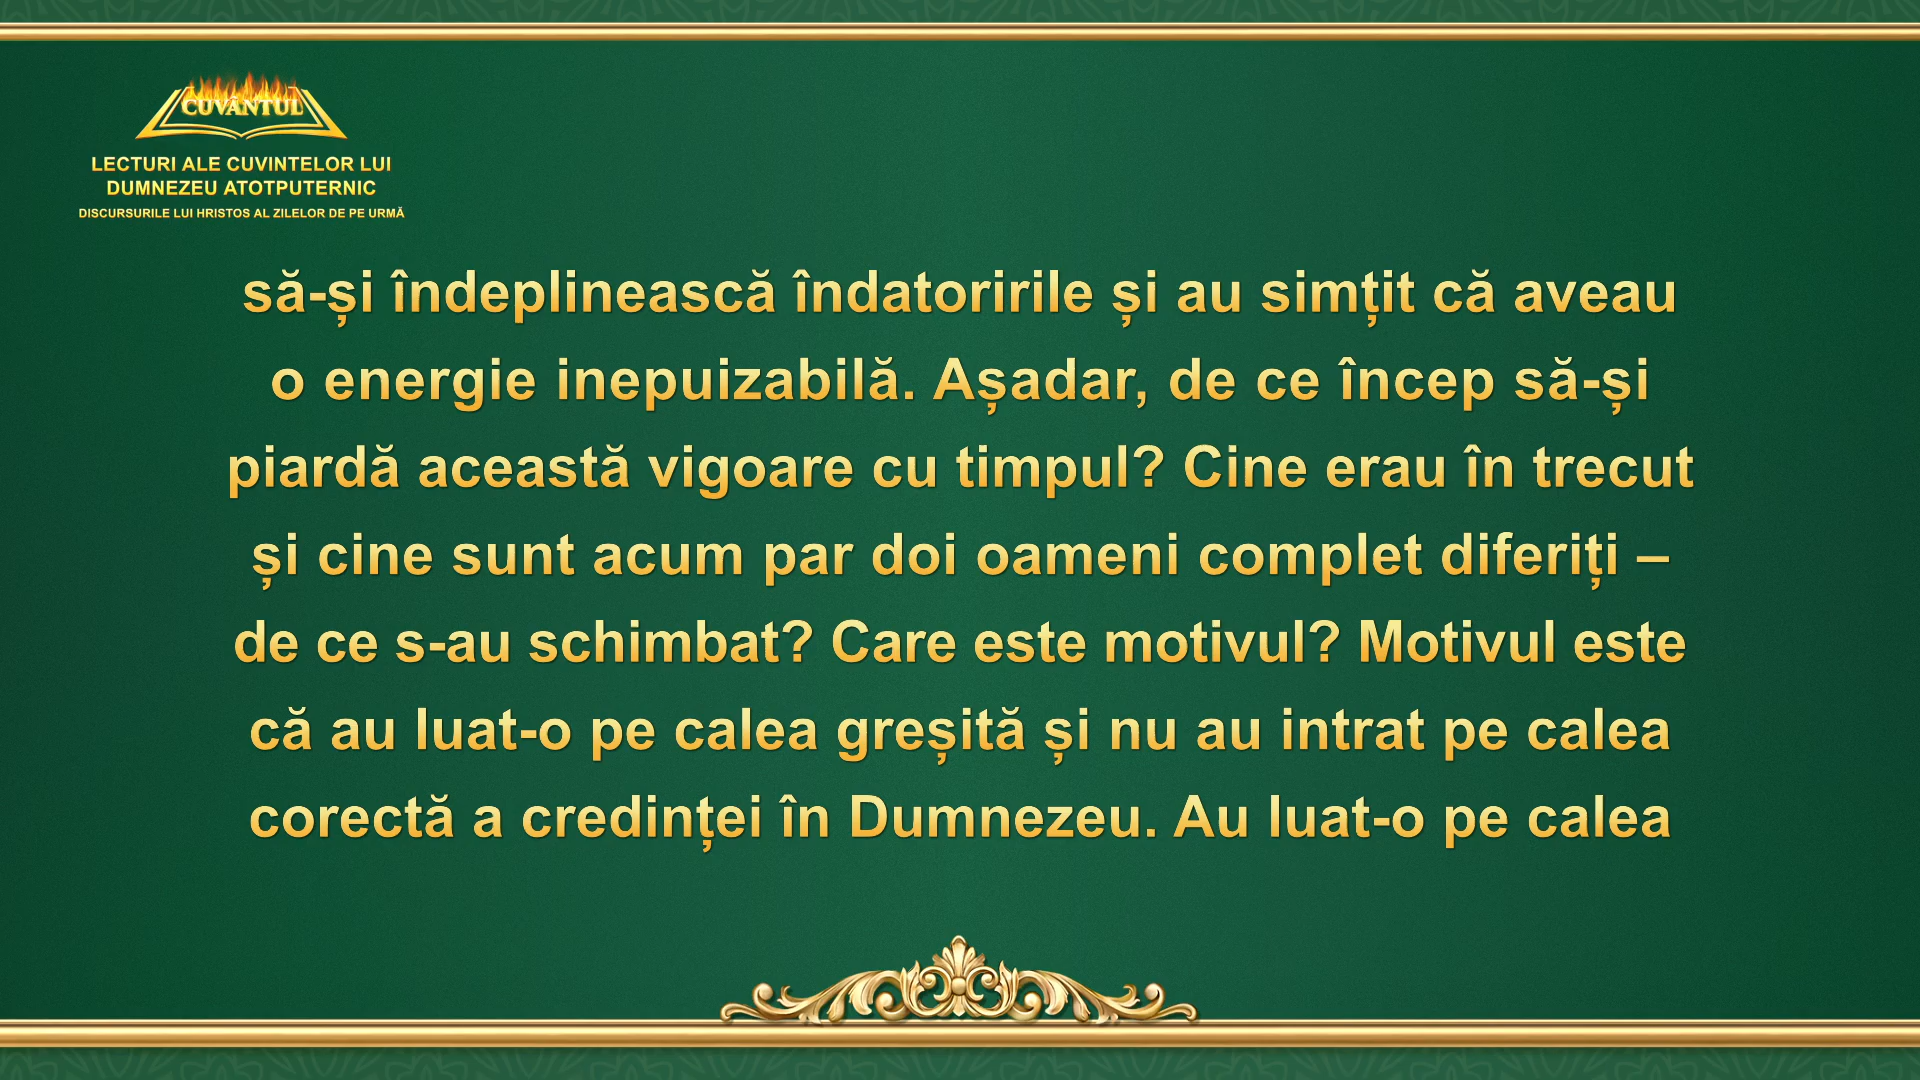 CUVÂNTUL
LECTURI ALE CUVINTELOR LUI
DUMNEZEU ATOTPUTERNIC
DISCURSURILE LUI HRISTOS AL ZILELOR DE PE URMĂ
să-și îndeplinească îndatoririle și au simțit că aveau
o energie inepuizabilă. Așadar, de ce încep să-și
piardă această vigoare cu timpul? Cine erau în trecut
și cine sunt acum par doi oameni complet diferiți –
de ce s-au schimbat? Care este motivul? Motivul este
că au luat-o pe calea greșită și nu au intrat pe calea
corectă a credinței în Dumnezeu. Au luat-o pe calea